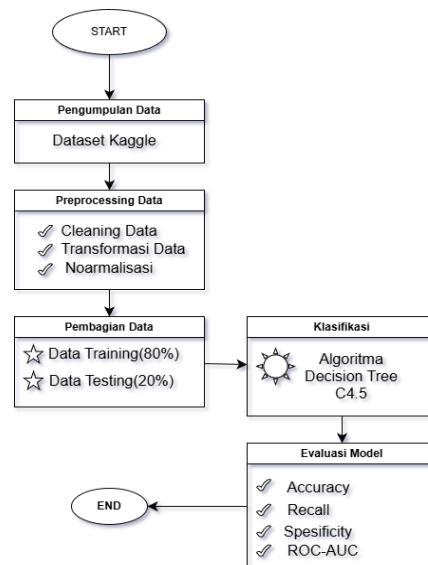 START
Pengumpulan Data
Dataset Kaggle
Preprocessing Data
Cleaning Data
Transformasi Data
Noarmalisasi
Pembagian Data
Data Training(80%)
Data Testing(20%)
Klasifikasi
Algoritma
Decision Tree
C4.5
Evaluasi Model
Accuracy
Recall
Spesificity
ROC-AUC
END